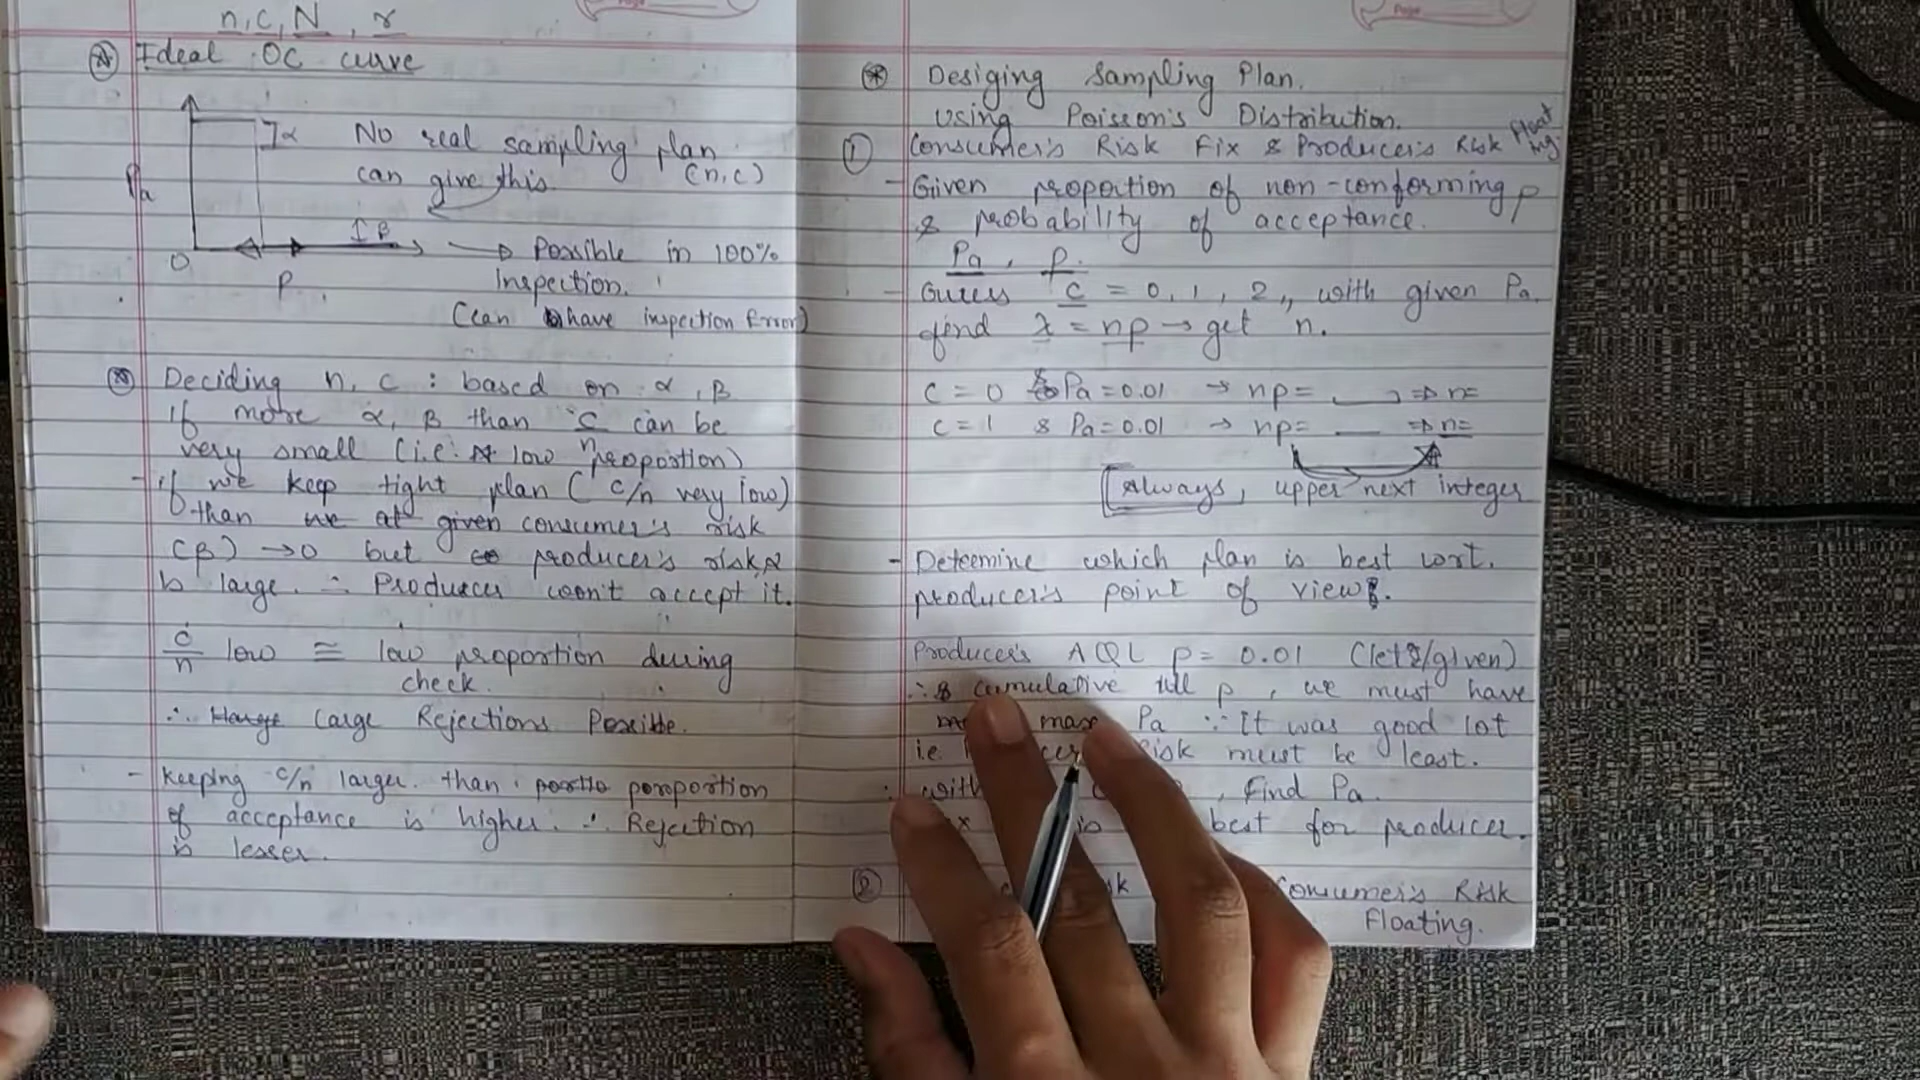 n, c, N, r
Ideal OC curve
Pa
α
No real sampling plan
can give this (n, c)
β
→ Possible in 100%
O
P
Inspection.
(can have inspection Error)
Deciding n, c : based on α, β
if more α, β than c/n can be
very small (i.e. low proportion)
- if we keep tight plan (c/n very low)
than we at given consumer's risk
(β) → 0 but producer's risk α
is large. ∴ Producers won't accept it.
c/n low ≅ low proportion during
check.
∴ Large Rejections Possible.
- Keeping c/n larger than proportion
of acceptance is higher. ∴ Rejection
is lesser.
Desiging Sampling Plan.
Using Poisson's Distribution.
① Consumer's Risk Fix & Producer's Risk Floating
- Given proportion of non-conforming p
& probability of acceptance.
Pa, p.
- Guess c = 0, 1, 2,, with given Pa.
find λ = np → get n.
c = 0 & Pa = 0.01 → np = __ ⇒ n=
c = 1 & Pa = 0.01 → np = __ ⇒ n=
Always, upper next integer
- Determine which plan is best wort.
producer's point of view.
Producer's AQL p = 0.01 (let/given)
∴ cumulative till p, we must have
max Pa ∵ It was good lot
i.e. Risk must be least.
with , Find Pa.
is best for producer.
② Consumer's Risk
Floating.